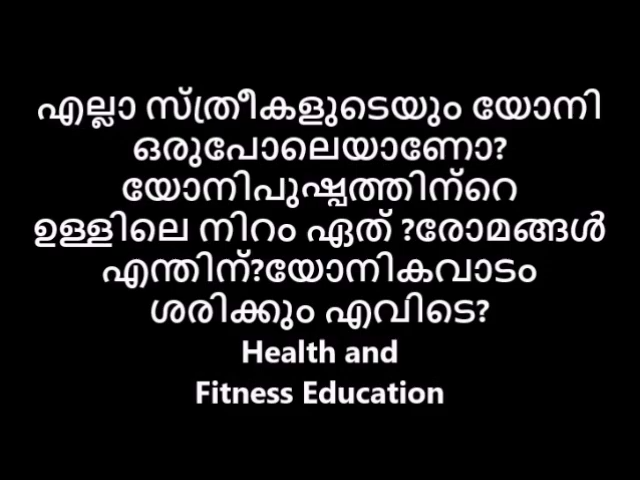 എല്ലാ സ്ത്രീകളുടെയും യോനി
ഒരുപോലെയാണോ?
യോനിപുഷ്പത്തിന്റെ
ഉള്ളിലെ നിറം ഏത് ?രോമങ്ങൾ
എന്തിന്?യോനികവാടം
ശരിക്കും എവിടെ?
Health and
Fitness Education